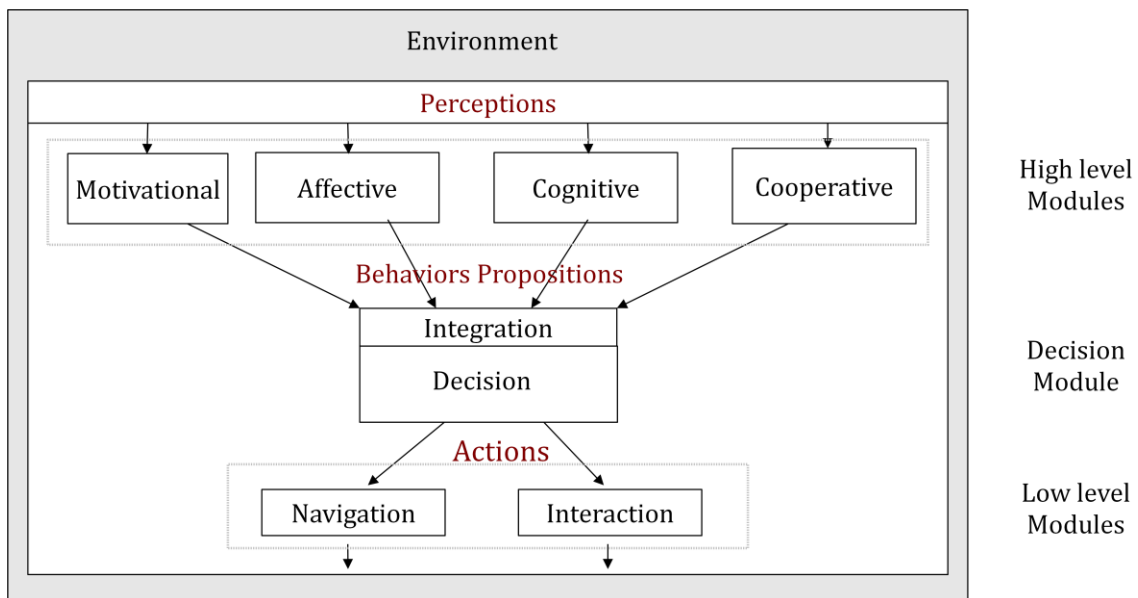 Environment
Perceptions
Motivational
Affective
Cognitive
Cooperative
High level
Modules
Behaviors Propositions
Integration
Decision
Decision
Module
Actions
Navigation
Interaction
Low level
Modules